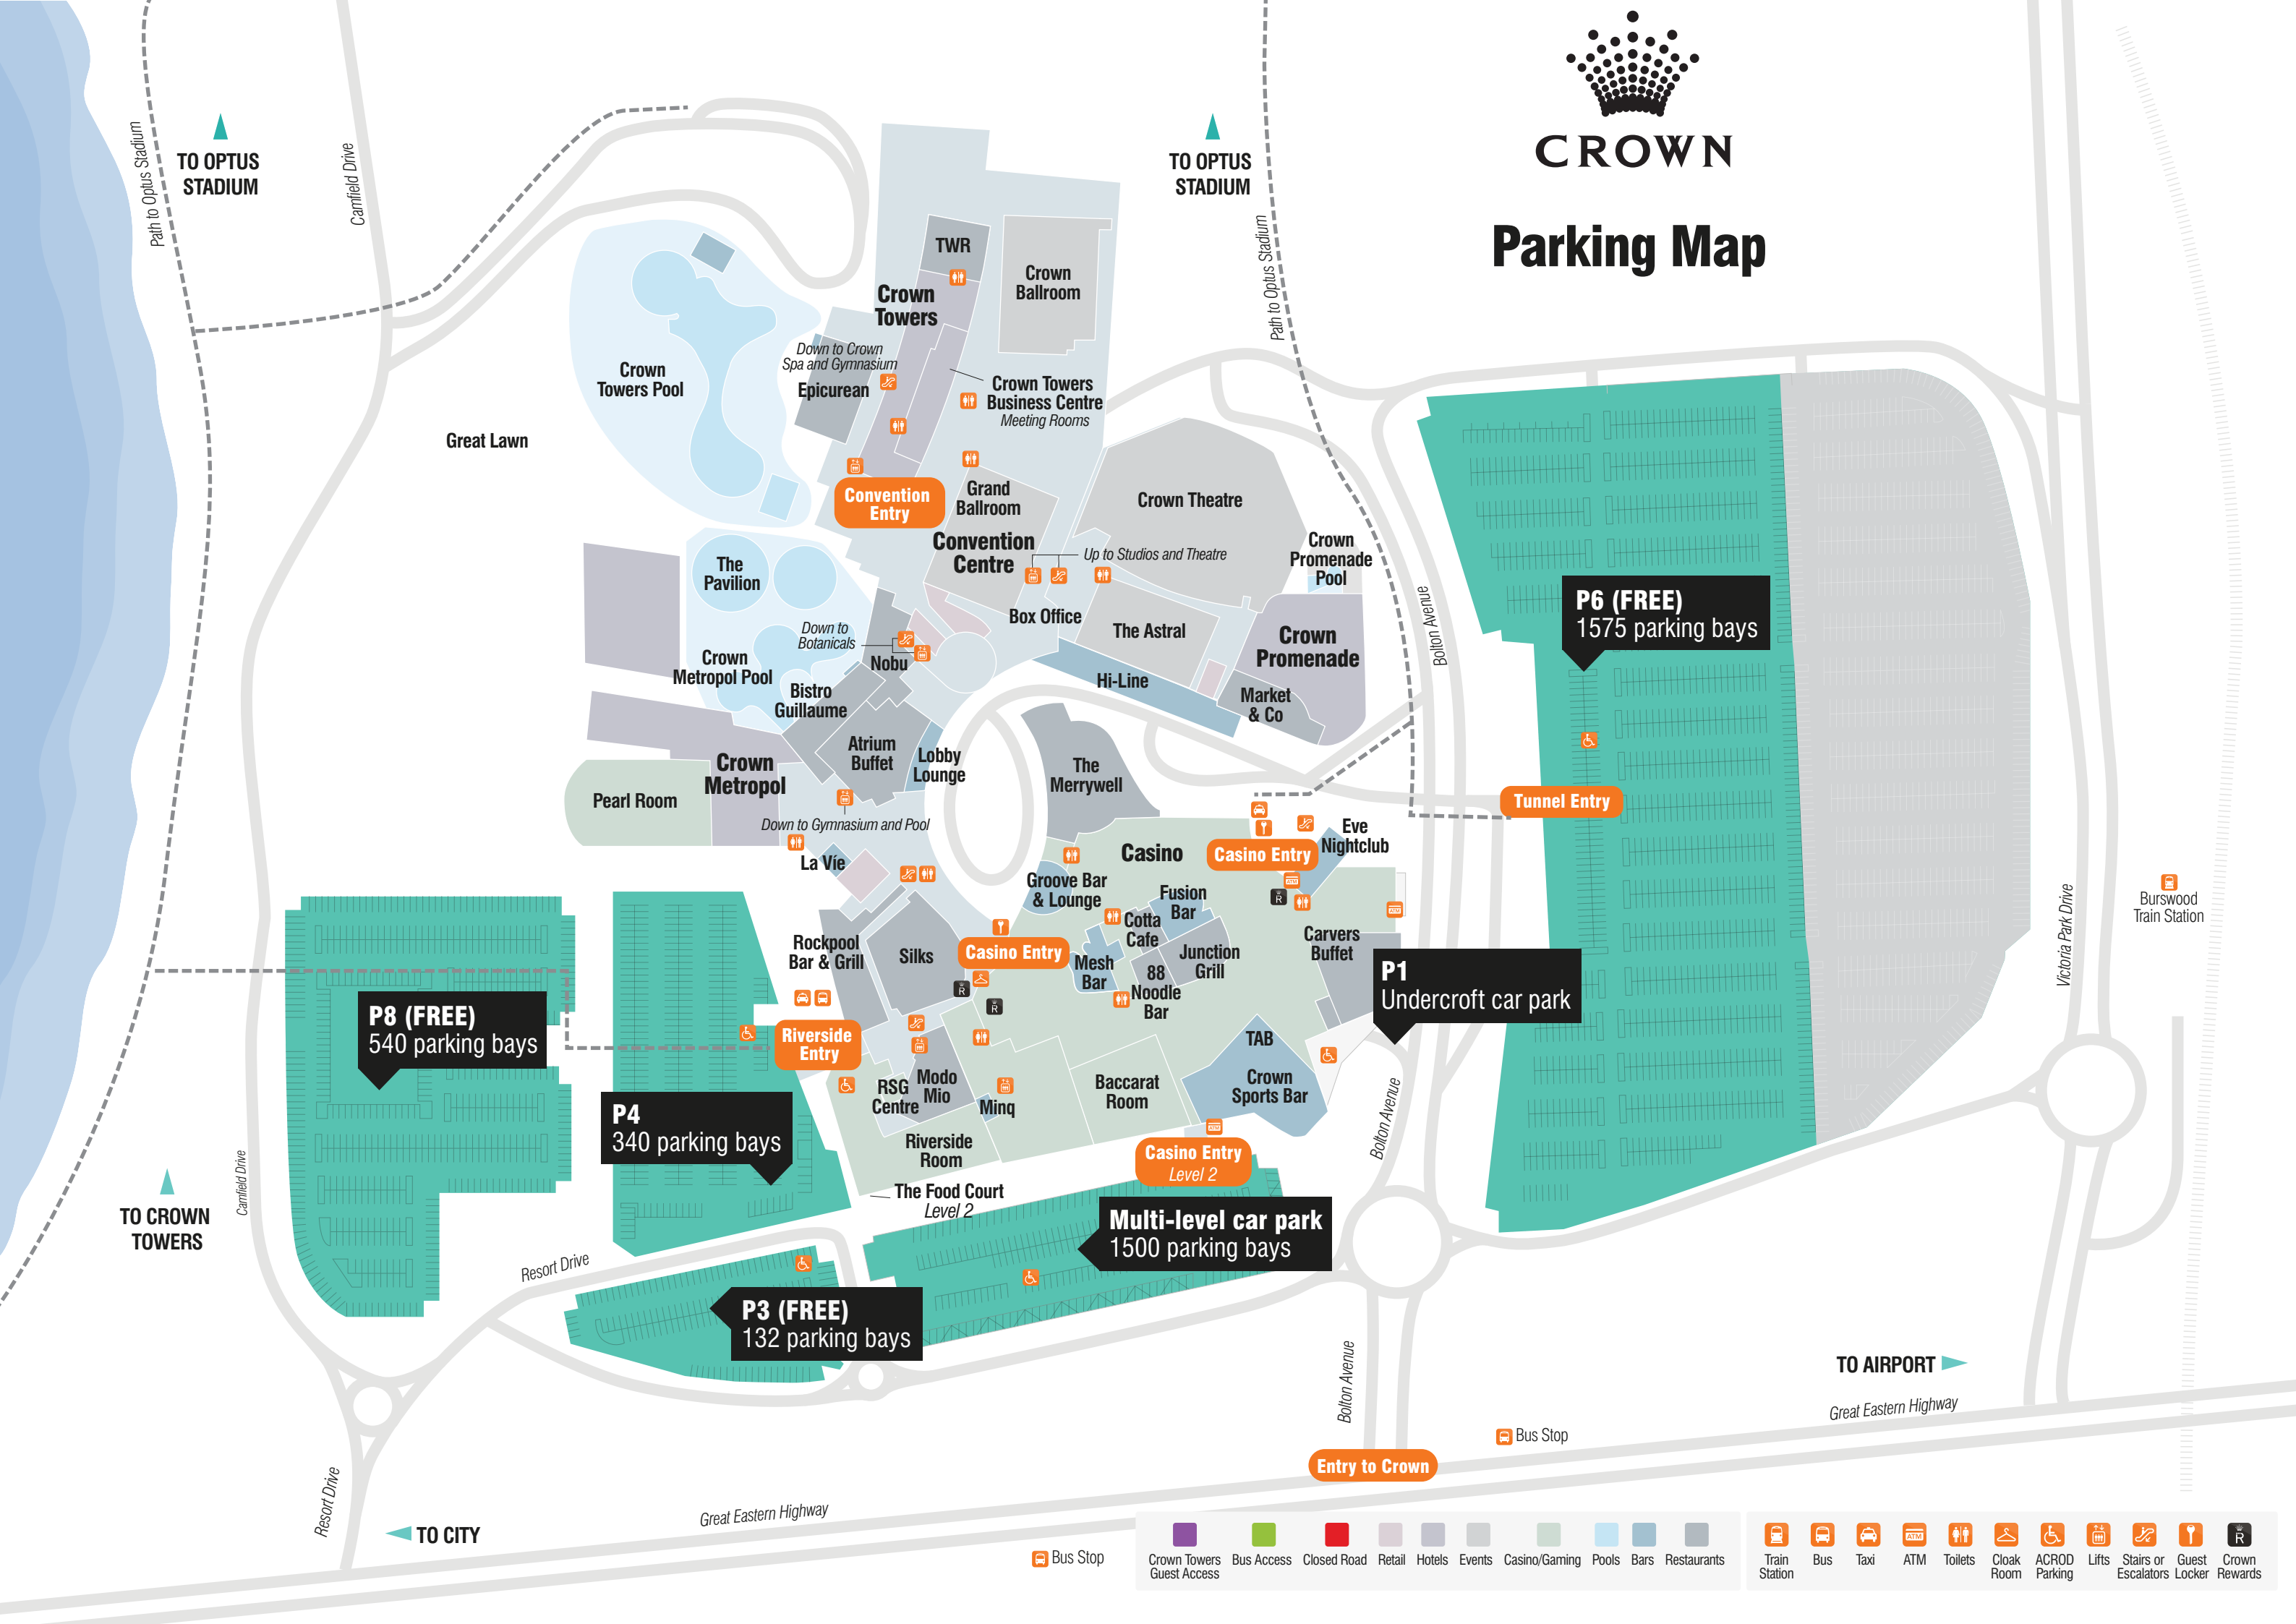 CROWN
Parking Map
TO OPTUS
STADIUM
TO OPTUS
STADIUM
Path to Optus Stadium
Camfield Drive
Path to Optus Stadium
TWR
Crown
Ballroom
Crown
Towers
Down to Crown
Spa and Gymnasium
Epicurean
Crown
Towers Pool
Crown Towers
Business Centre
Meeting Rooms
Great Lawn
Convention
Entry
Grand
Ballroom
Crown Theatre
Convention
Centre
Up to Studios and Theatre
Crown
Promenade
Pool
The
Pavilion
Box Office
The Astral
Crown
Promenade
Bolton Avenue
P6 (FREE)
1575 parking bays
Down to
Botanicals
Nobu
Crown
Metropol Pool
Bistro
Guillaume
Hi-Line
Market
& Co
Atrium
Buffet
Lobby
Lounge
Crown
Metropol
The
Merrywell
Pearl Room
Down to Gymnasium and Pool
Tunnel Entry
La Víe
Casino
Casino Entry
Eve
Nightclub
Groove Bar
& Lounge
Fusion
Bar
Cotta
Cafe
Junction
Grill
Carvers
Buffet
Burswood
Train Station
Victoria Park Drive
Rockpool
Bar & Grill
Silks
Casino Entry
Mesh
Bar
88
Noodle
Bar
P1
Undercroft car park
P8 (FREE)
540 parking bays
Riverside
Entry
TAB
Crown
Sports Bar
RSG
Centre
Modo
Mio
Minq
Baccarat
Room
P4
340 parking bays
Riverside
Room
Casino Entry
Level 2
Bolton Avenue
The Food Court
Level 2
Camfield Drive
TO CROWN
TOWERS
Multi-level car park
1500 parking bays
Resort Drive
P3 (FREE)
132 parking bays
TO AIRPORT
Great Eastern Highway
Bolton Avenue
Bus Stop
Entry to Crown
Resort Drive
TO CITY
Great Eastern Highway
Bus Stop
Crown Towers
Guest Access
Bus Access
Closed Road
Retail
Hotels
Events
Casino/Gaming
Pools
Bars
Restaurants
ATM
R
Train
Station
Bus
Taxi
ATM
Toilets
Cloak
Room
ACROD
Parking
Lifts
Stairs or
Escalators
Guest
Locker
Crown
Rewards